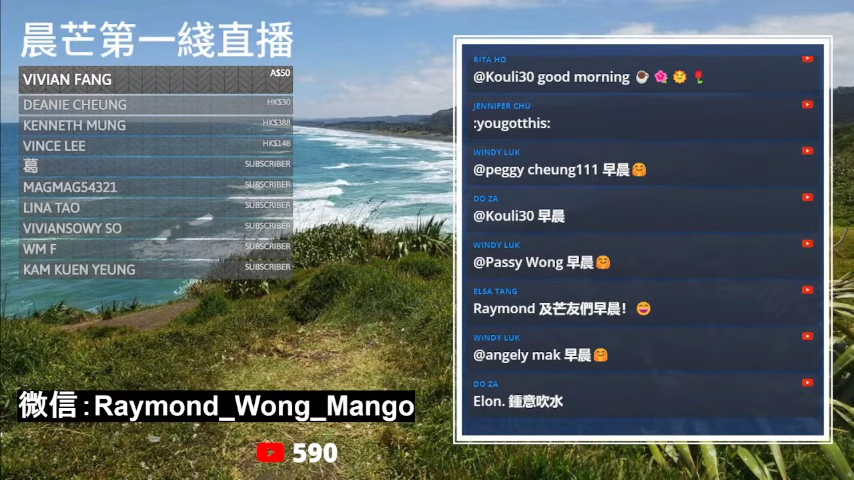 晨芒第一綫直播
VIVIAN FANG A$50
DEANIE CHEUNG HK$30
KENNETH MUNG HK$388
VINCE LEE HK$148
葛 SUBSCRIBER
MAGMAG54321 SUBSCRIBER
LINA TAO SUBSCRIBER
VIVIANSOWY SO SUBSCRIBER
WM F SUBSCRIBER
KAM KUEN YEUNG SUBSCRIBER
微信:Raymond_Wong_Mango
590
RITA HO
@Kouli30 good morning ☕ 🌺 🌞 🌹
JENNIFER CHU
:yougotthis:
WINDY LUK
@peggy cheung111 早晨🤗
DO ZA
@Kouli30 早晨
WINDY LUK
@Passy Wong 早晨🤗
ELSA TANG
Raymond 及芒友們早晨! 😄
WINDY LUK
@angely mak 早晨🤗
DO ZA
Elon. 鍾意吹水